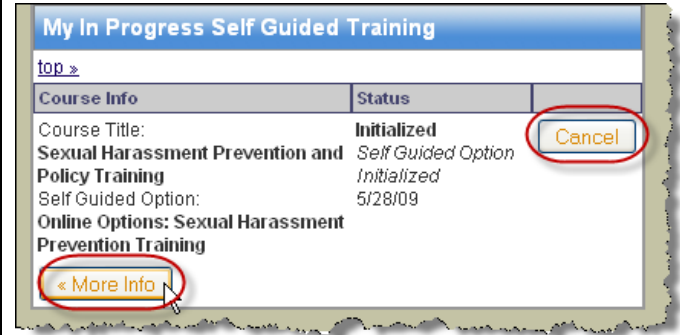 My In Progress Self Guided Training
top »
Course Info Status
Course Title: Initialized Cancel
Sexual Harassment Prevention and Self Guided Option
Policy Training Initialized
Self Guided Option: 5/28/09
Online Options: Sexual Harassment
Prevention Training
« More Info